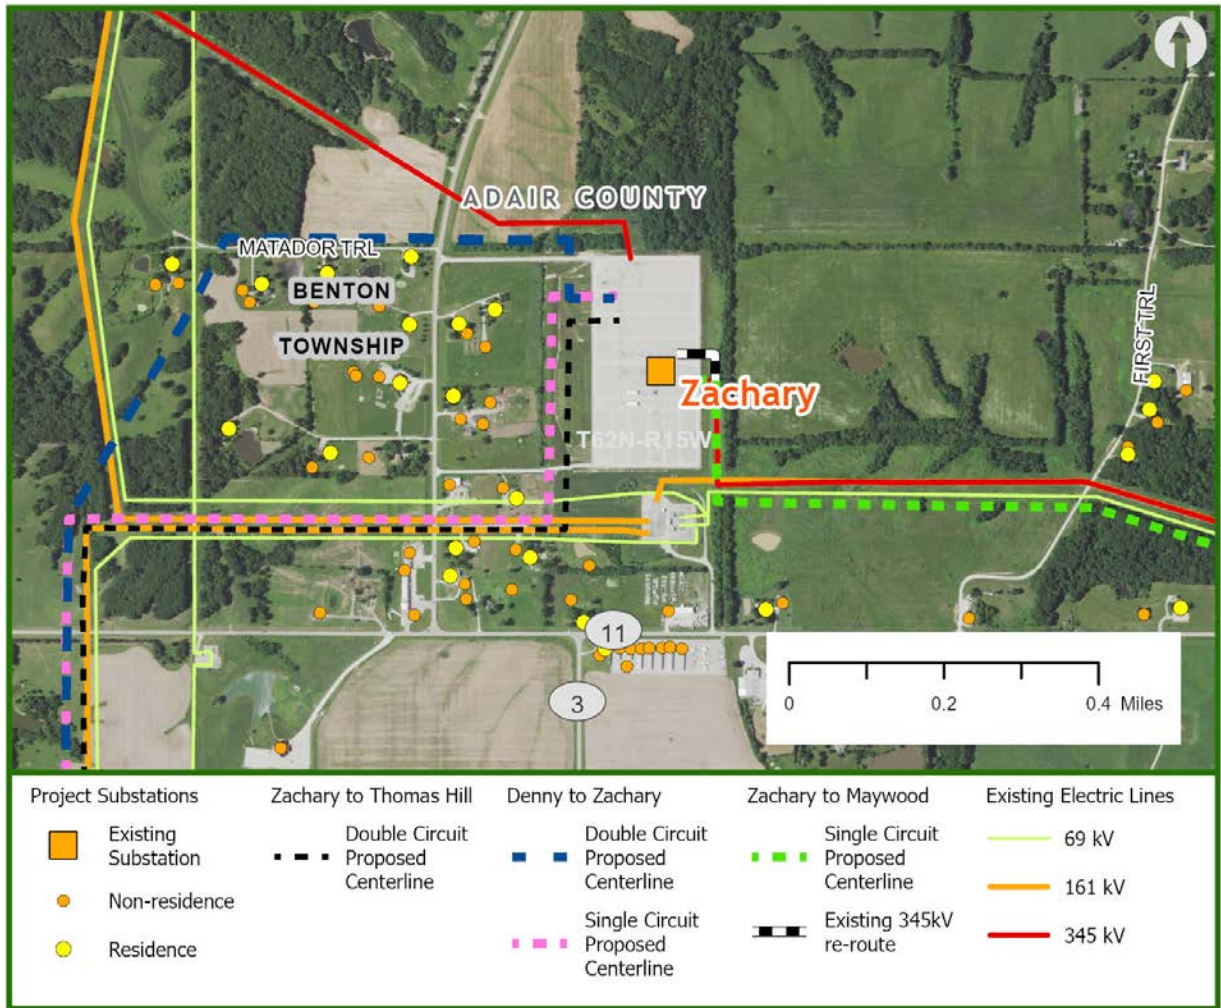 ADAIR COUNTY
MATADOR TRL
BENTON
TOWNSHIP
FIRST TRL
Zachary
T62N-R15W
11
3
0 0.2 0.4 Miles
Project Substations
Existing
Substation
Non-residence
Residence
Zachary to Thomas Hill
Double Circuit
Proposed
Centerline
Denny to Zachary
Double Circuit
Proposed
Centerline
Single Circuit
Proposed
Centerline
Zachary to Maywood
Single Circuit
Proposed
Centerline
Existing 345kV
re-route
Existing Electric Lines
69 kV
161 kV
345 kV